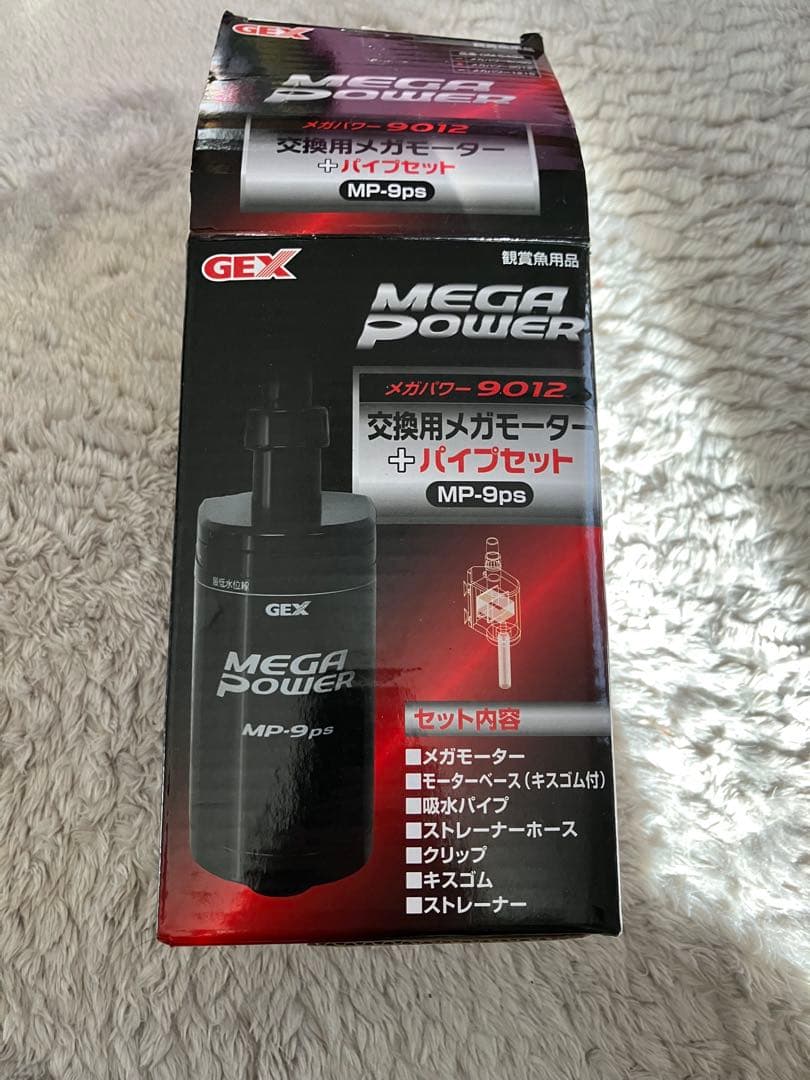 GEX
MEGA
POWER
メガパワー 9012
交換用メガモーター
+パイプセット
MP-9ps
GEX
観賞魚用品
MEGA
POWER
メガパワー 9012
交換用メガモーター
+パイプセット
MP-9ps
最低水位線
GEX
MEGA
POWER
MP-9ps
セット内容
■メガモーター
■モーターベース(キスゴム付)
■吸水パイプ
■ストレーナーホース
■クリップ
■キスゴム
■ストレーナー